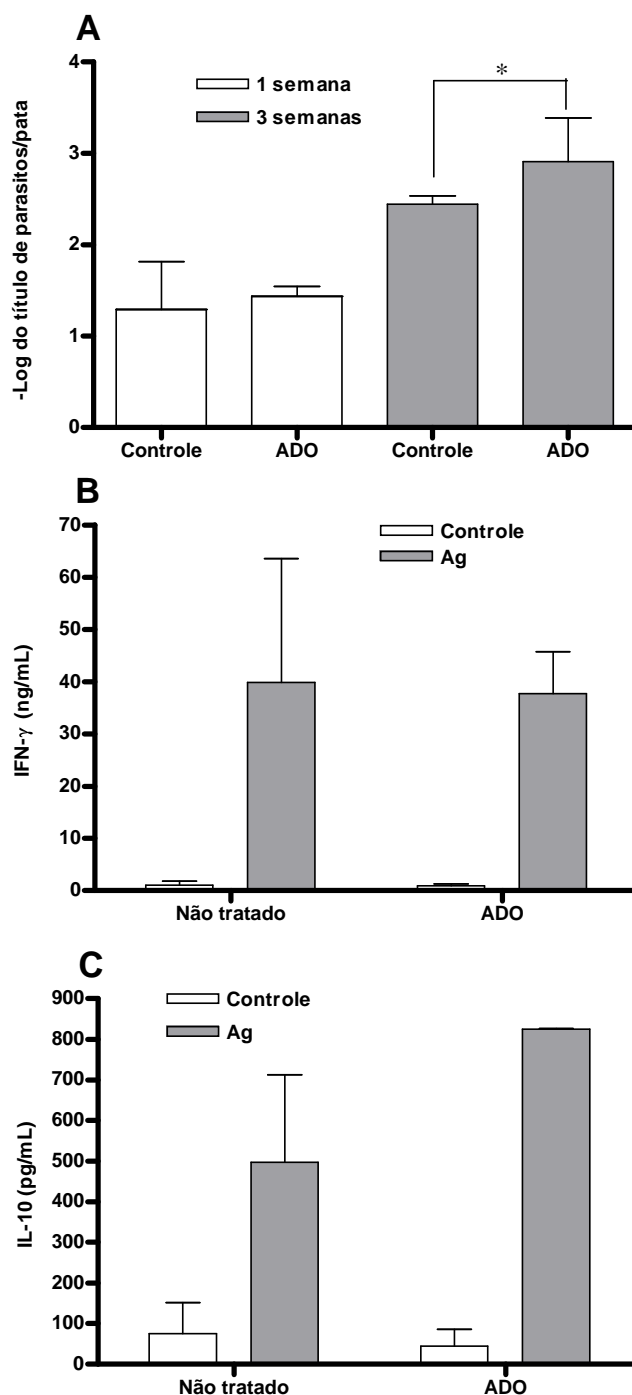 A
4
3
2
1
0
-Log do título de parasitos/pata
1 semana
3 semanas
*
Controle
ADO
Controle
ADO
B
70
60
50
40
30
20
10
0
IFN-γ (ng/mL)
Controle
Ag
Não tratado
ADO
C
900
800
700
600
500
400
300
200
100
0
IL-10 (pg/mL)
Controle
Ag
Não tratado
ADO